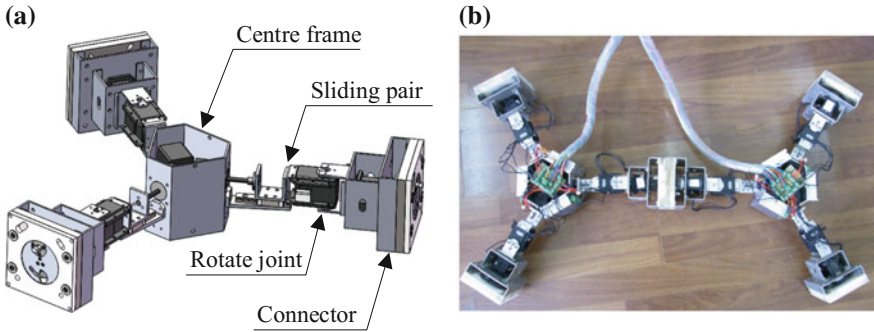 (a)
Centre frame
Sliding pair
Rotate joint
Connector
(b)